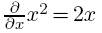 ∂/∂x x² = 2x